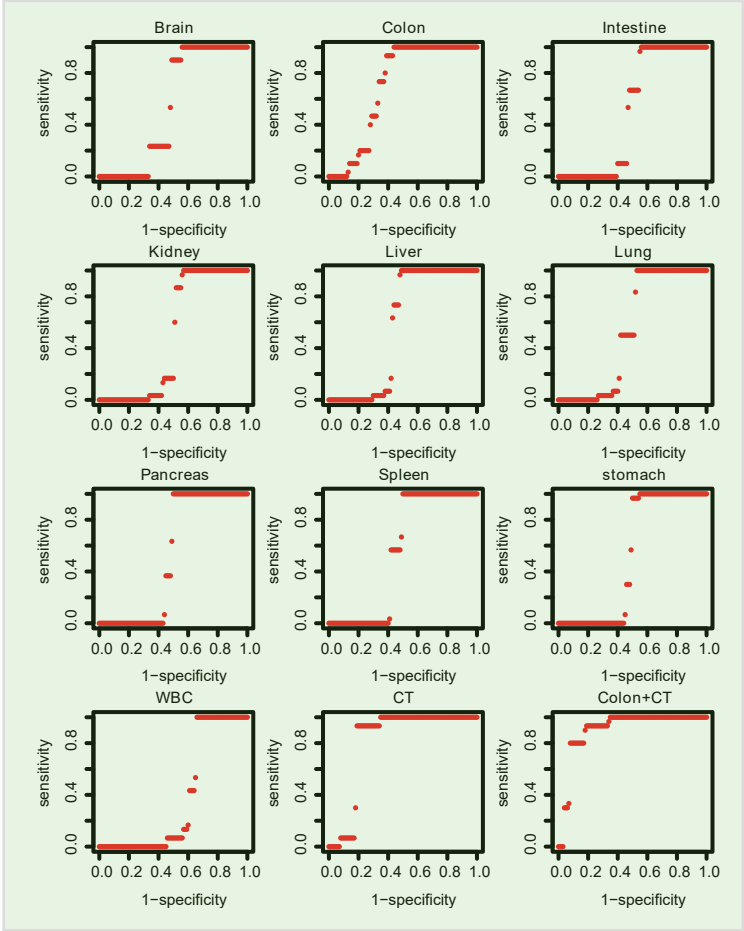 Brain Colon Intestine
sensitivity 0.0 0.4 0.8 sensitivity 0.0 0.4 0.8 sensitivity 0.0 0.4 0.8
0.0 0.2 0.4 0.6 0.8 1.0 0.0 0.2 0.4 0.6 0.8 1.0 0.0 0.2 0.4 0.6 0.8 1.0
1−specificity 1−specificity 1−specificity
Kidney Liver Lung
sensitivity 0.0 0.4 0.8 sensitivity 0.0 0.4 0.8 sensitivity 0.0 0.4 0.8
0.0 0.2 0.4 0.6 0.8 1.0 0.0 0.2 0.4 0.6 0.8 1.0 0.0 0.2 0.4 0.6 0.8 1.0
1−specificity 1−specificity 1−specificity
Pancreas Spleen stomach
sensitivity 0.0 0.4 0.8 sensitivity 0.0 0.4 0.8 sensitivity 0.0 0.4 0.8
0.0 0.2 0.4 0.6 0.8 1.0 0.0 0.2 0.4 0.6 0.8 1.0 0.0 0.2 0.4 0.6 0.8 1.0
1−specificity 1−specificity 1−specificity
WBC CT Colon+CT
sensitivity 0.0 0.4 0.8 sensitivity 0.0 0.4 0.8 sensitivity 0.0 0.4 0.8
0.0 0.2 0.4 0.6 0.8 1.0 0.0 0.2 0.4 0.6 0.8 1.0 0.0 0.2 0.4 0.6 0.8 1.0
1−specificity 1−specificity 1−specificity